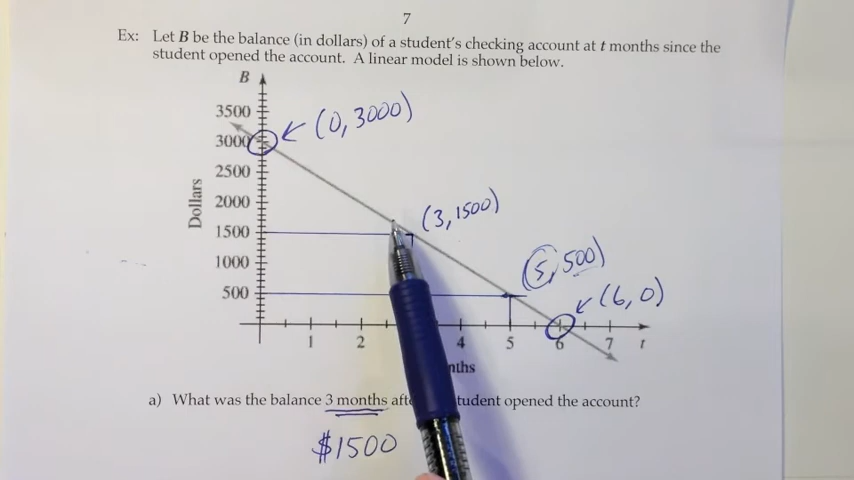 7
Ex: Let B be the balance (in dollars) of a student's checking account at t months since the
student opened the account. A linear model is shown below.
B
3500
(0, 3000)
3000
2500
Dollars
2000
(3, 1500)
1500
1000
(5, 500)
500
(6, 0)
1 2 4 5 6 7 t
nths
a) What was the balance 3 months aft tudent opened the account?
$1500